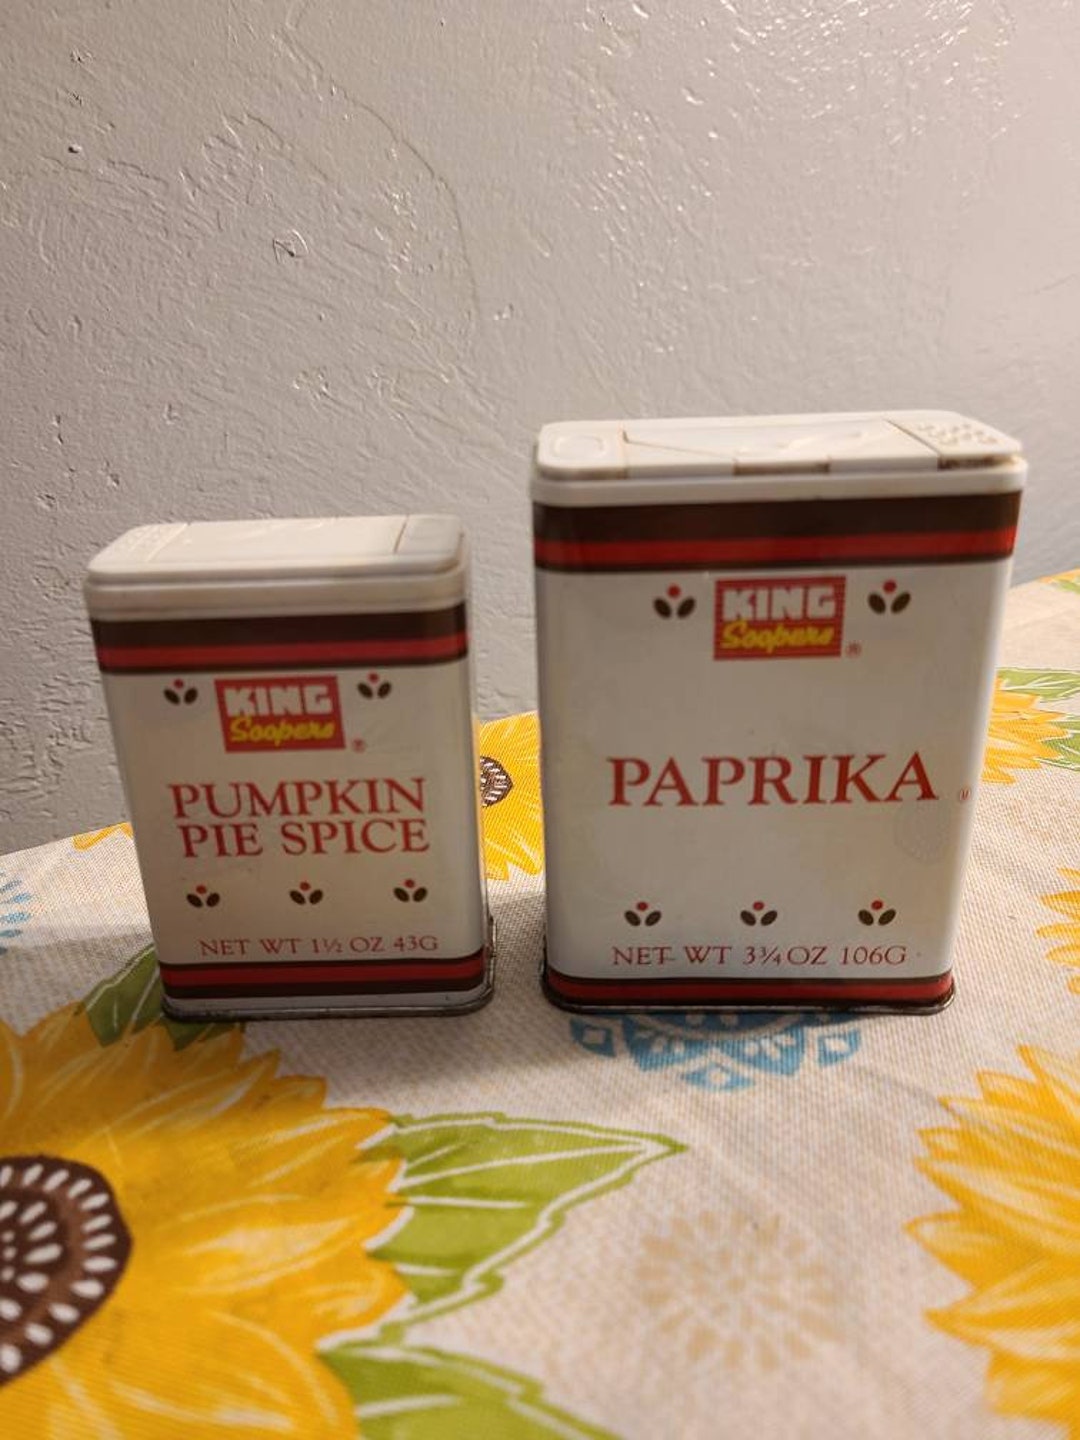 KING
Soopers ®
PUMPKIN
PIE SPICE
NET WT 1½ OZ 43G
KING
Soopers ®
PAPRIKA
NET WT 3¾ OZ 106G